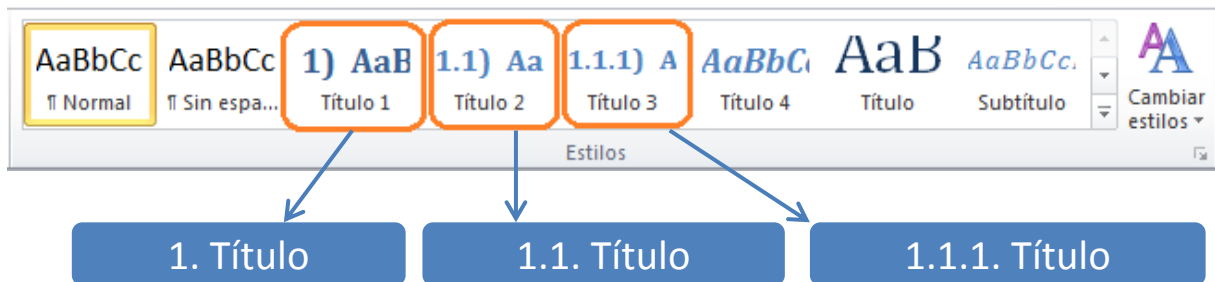 AaBbCc AaBbCc 1) AaB 1.1) Aa 1.1.1) A AaBbC AaB AaBbCc.
¶ Normal ¶ Sin espa... Título 1 Título 2 Título 3 Título 4 Título Subtítulo Cambiar
estilos
Estilos
1. Título 1.1. Título 1.1.1. Título